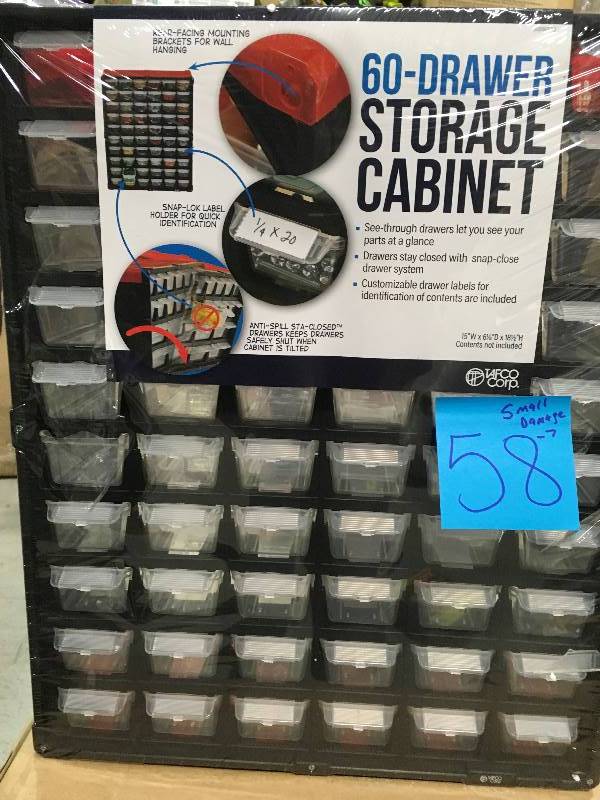 REAR-FACING MOUNTING
BRACKETS FOR WALL
HANGING
60-DRAWER
STORAGE
CABINET
SNAP-LOK LABEL
HOLDER FOR QUICK
IDENTIFICATION
1/4 X 20
▪ See-through drawers let you see your
parts at a glance
▪ Drawers stay closed with snap-close
drawer system
▪ Customizable drawer labels for
identification of contents are included
ANTI-SPILL STA-CLOSED™
DRAWERS KEEPS DRAWERS
SAFELY SHUT WHEN
CABINET IS TILTED
Contents not included
TAFCO
Corp.
Small
Damage
58
TAFCO